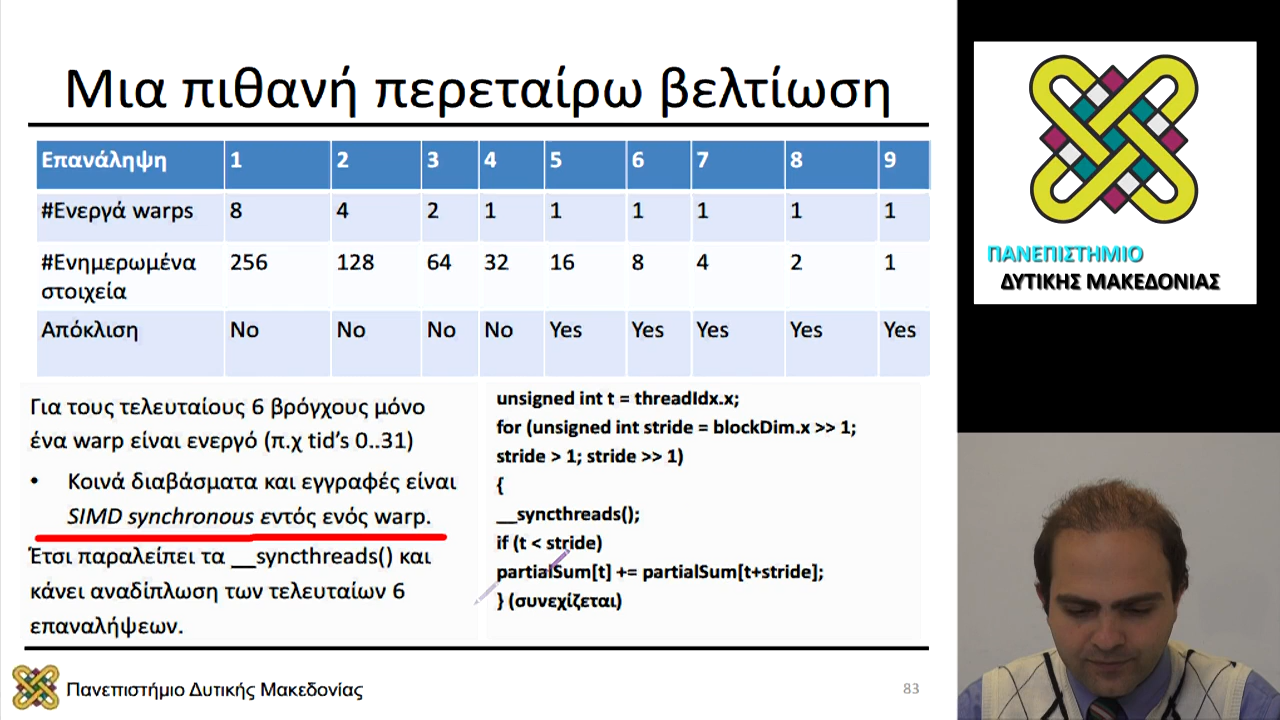 Μια πιθανή περεταίρω βελτίωση
Επανάληψη 1 2 3 4 5 6 7 8 9
#Ενεργά warps 8 4 2 1 1 1 1 1 1
#Ενημερωμένα στοιχεία 256 128 64 32 16 8 4 2 1
Απόκλιση No No No No Yes Yes Yes Yes Yes
Για τους τελευταίους 6 βρόγχους μόνο
ένα warp είναι ενεργό (π.χ tid’s 0..31)
• Κοινά διαβάσματα και εγγραφές είναι
SIMD synchronous εντός ενός warp.
Έτσι παραλείπει τα __syncthreads() και
κάνει αναδίπλωση των τελευταίων 6
επαναλήψεων.
unsigned int t = threadIdx.x;
for (unsigned int stride = blockDim.x >> 1;
stride > 1; stride >> 1)
{
__syncthreads();
if (t < stride)
partialSum[t] += partialSum[t+stride];
} (συνεχίζεται)
Πανεπιστήμιο Δυτικής Μακεδονίας
83
ΠΑΝΕΠΙΣΤΗΜΙΟ
ΔΥΤΙΚΗΣ ΜΑΚΕΔΟΝΙΑΣ